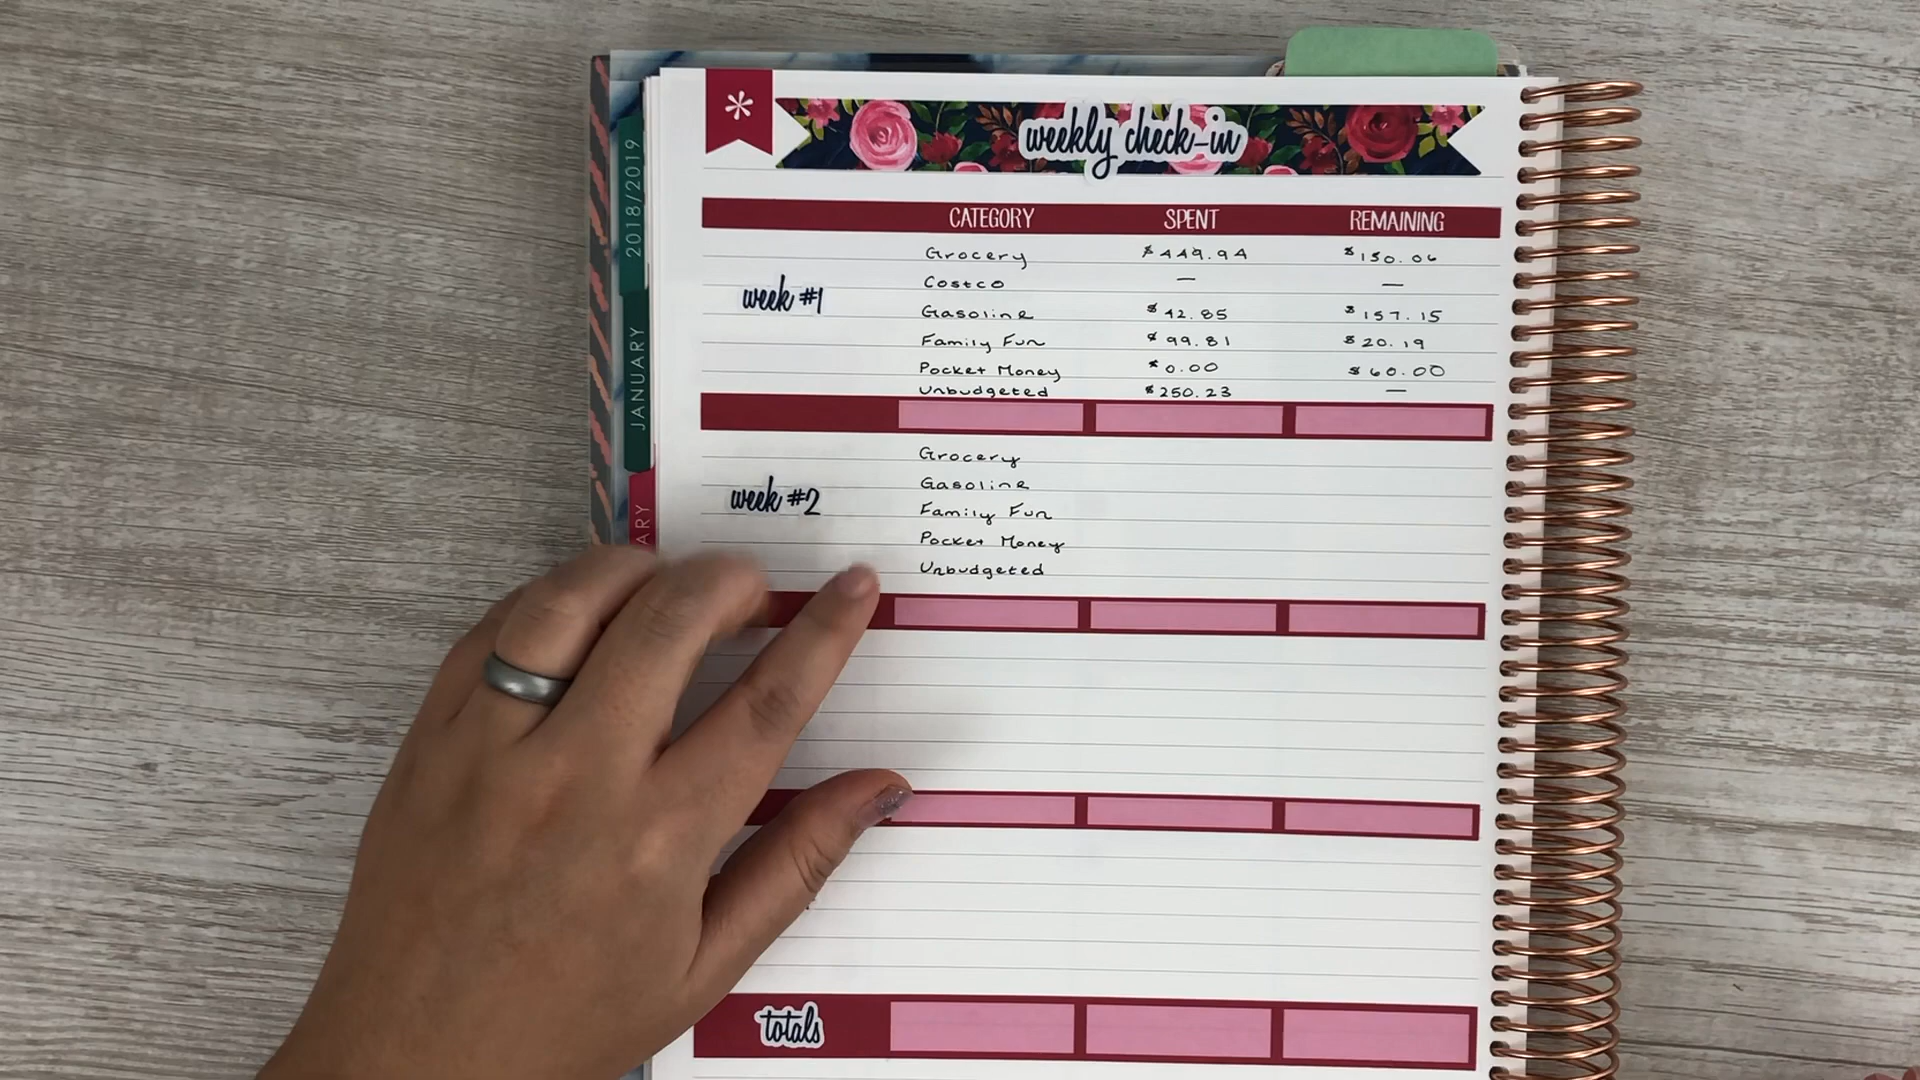 *
weekly check-in
CATEGORY SPENT REMAINING
week #1
Grocery $449.94 $150.06
Costco — —
Gasoline $42.85 $157.15
Family Fun $99.81 $20.19
Pocket Money $0.00 $60.00
Unbudgeted $250.23 —
week #2
Grocery
Gasoline
Family Fun
Pocket Money
Unbudgeted
totals
2018/2019
JANUARY
ARY